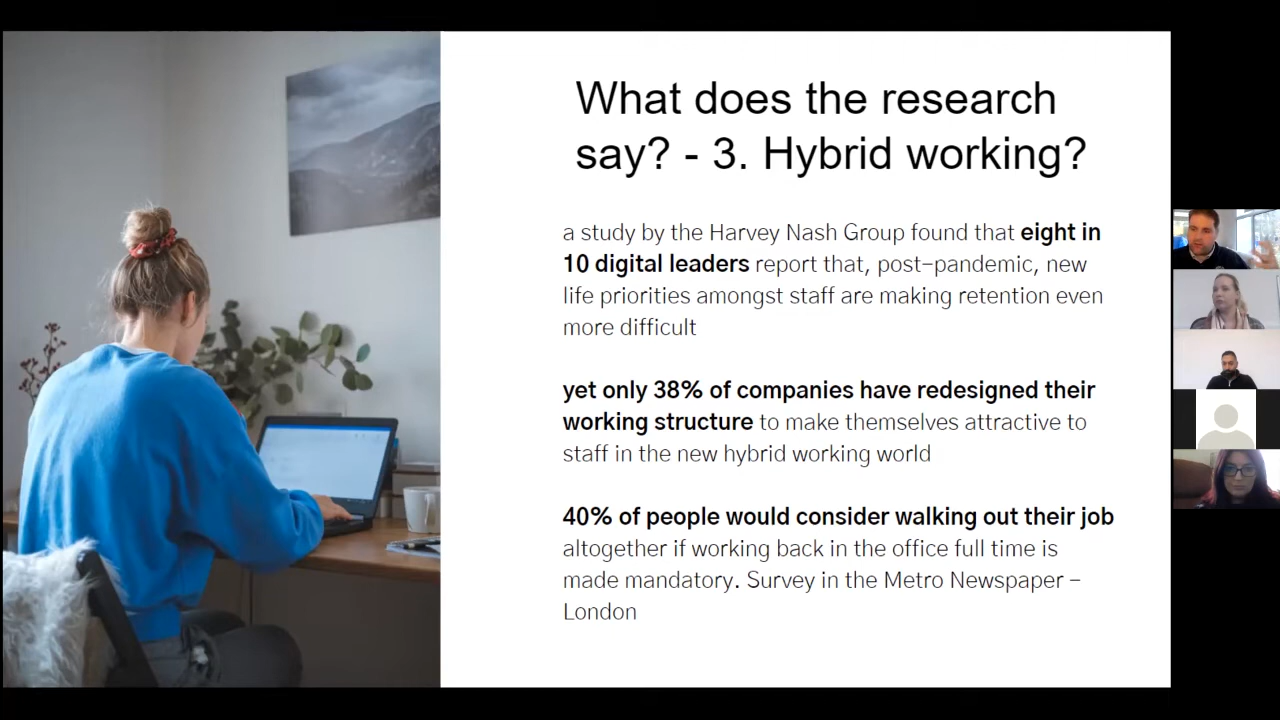 What does the research
say? - 3. Hybrid working?
a study by the Harvey Nash Group found that eight in
10 digital leaders report that, post-pandemic, new
life priorities amongst staff are making retention even
more difficult
yet only 38% of companies have redesigned their
working structure to make themselves attractive to
staff in the new hybrid working world
40% of people would consider walking out their job
altogether if working back in the office full time is
made mandatory. Survey in the Metro Newspaper –
London